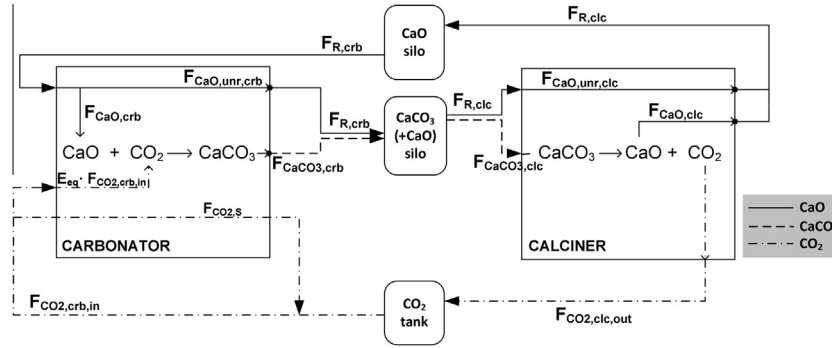 F_R,crb
CaO
silo
F_R,clc
F_CaO,unr,crb
F_CaO,crb
CaO + CO₂ → CaCO₃
E_eq· F_CO2,crb,in
F_CO2,S
CARBONATOR
F_R,crb
F_CaCO3,crb
CaCO₃
(+CaO)
silo
F_R,clc
F_CaCO3,clc
F_CaO,unr,clc
F_CaO,clc
CaCO₃ → CaO + CO₂
CALCINER
CaO
CaCO
CO₂
F_CO2,crb,in
CO₂
tank
F_CO2,clc,out